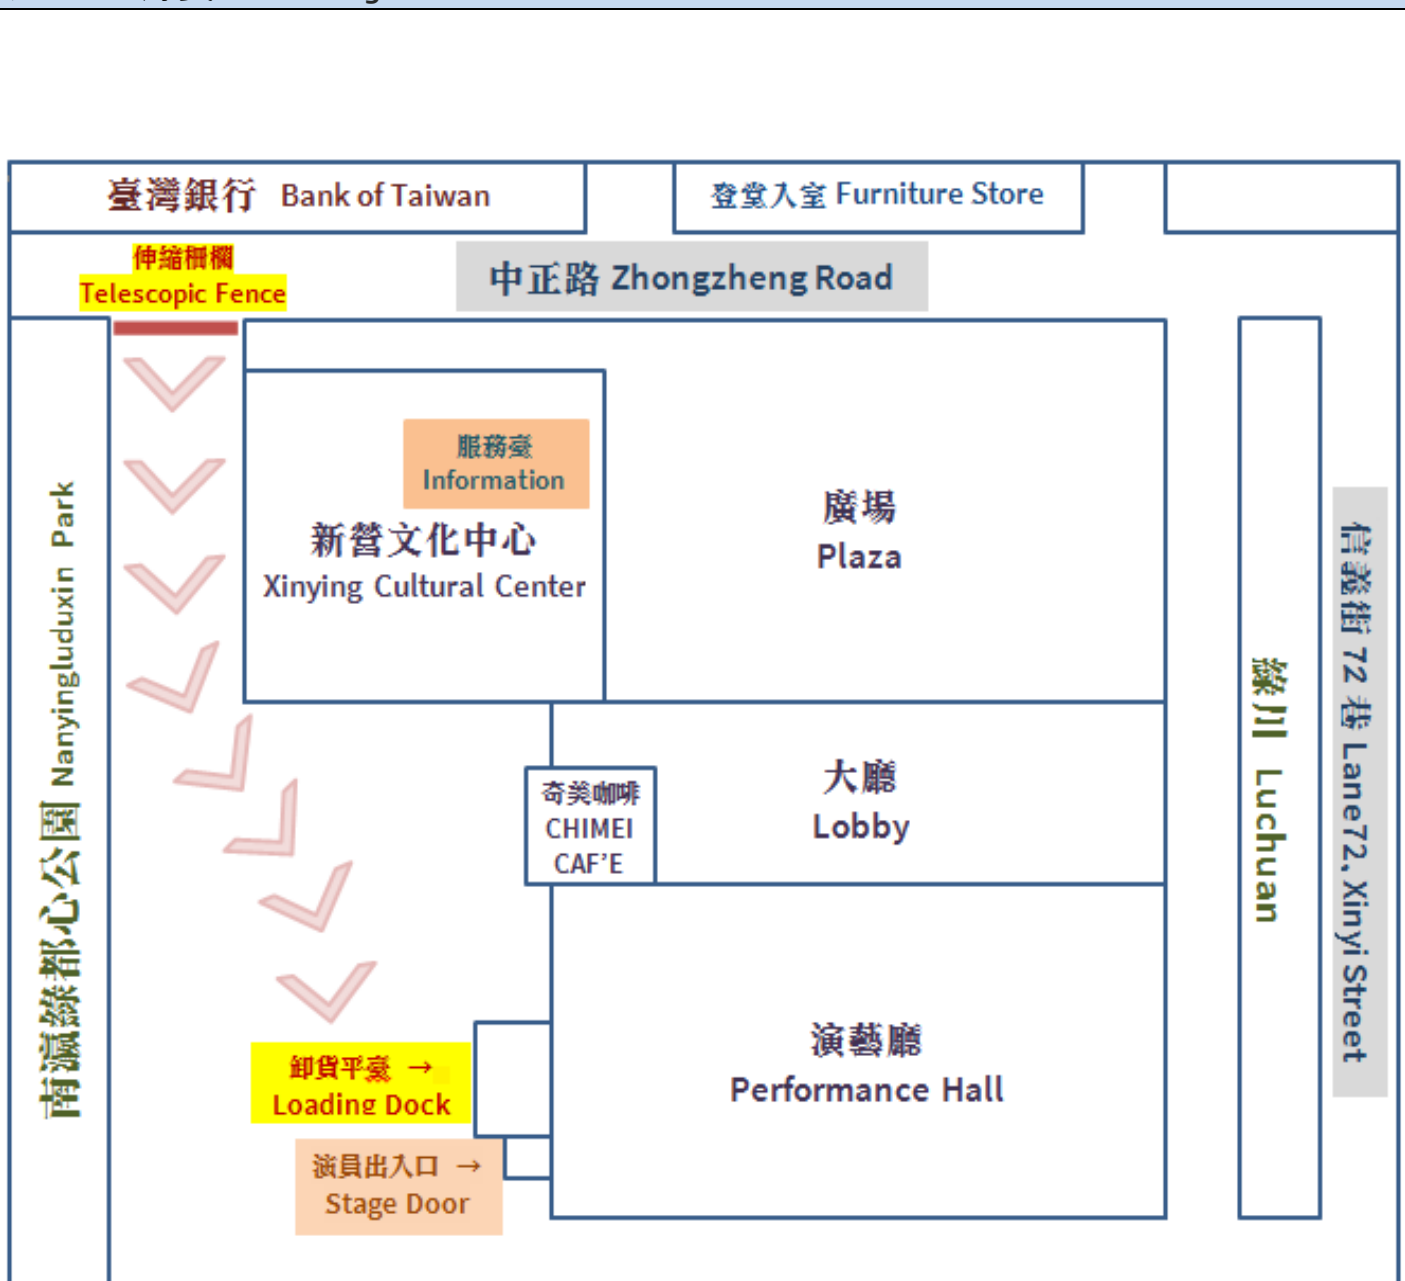 臺灣銀行 Bank of Taiwan
登堂入室 Furniture Store
伸縮柵欄
Telescopic Fence
中正路 Zhongzheng Road
服務臺
Information
新營文化中心
Xinying Cultural Center
廣場
Plaza
南瀛綠都心公園 Nanyingluduxin Park
信義街 72 巷 Lane72, Xinyi Street
綠川 Luchuan
大廳
Lobby
奇美咖啡
CHIMEI
CAF’E
演藝廳
Performance Hall
卸貨平臺 →
Loading Dock
演員出入口 →
Stage Door